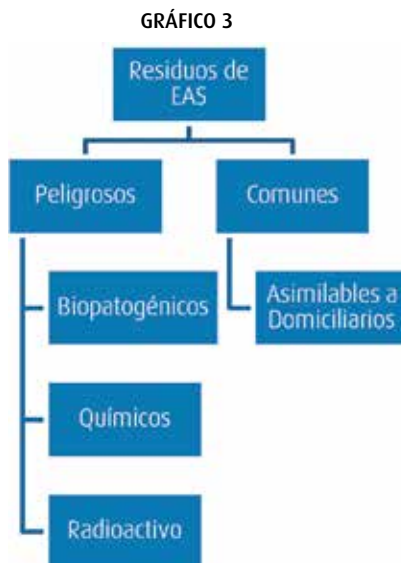 GRÁFICO 3
Residuos de
EAS
Peligrosos
Comunes
Biopatogénicos
Asimilables a
Domiciliarios
Químicos
Radioactivo